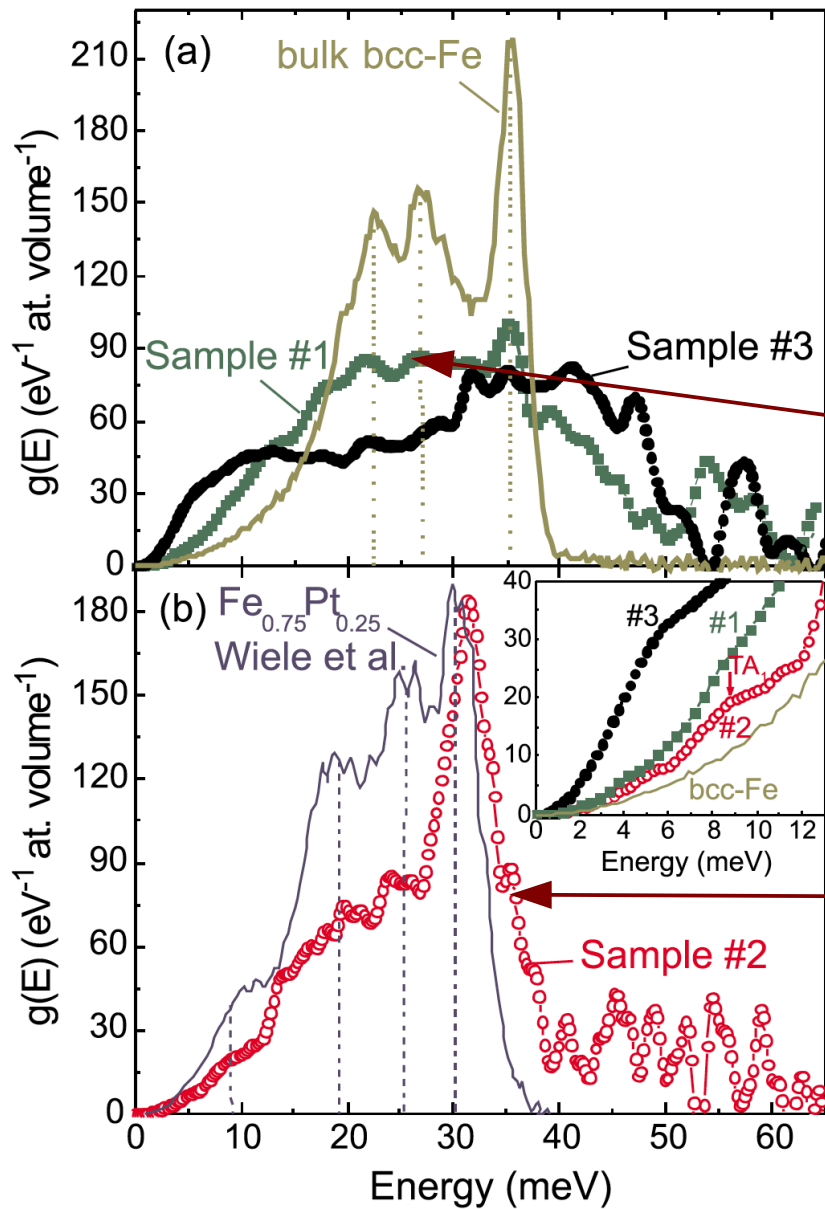 (a)
bulk bcc-Fe
Sample #1
Sample #3
g(E) (eV⁻¹ at. volume⁻¹)
210
180
150
120
90
60
30
0
(b)
Fe₀.₇₅Pt₀.₂₅
Wiele et al.
Sample #2
g(E) (eV⁻¹ at. volume⁻¹)
180
150
120
90
60
30
0
0 10 20 30 40 50 60
Energy (meV)
40
30
20
10
0
#3
#1
TA₁
#2
bcc-Fe
0 2 4 6 8 10 12
Energy (meV)